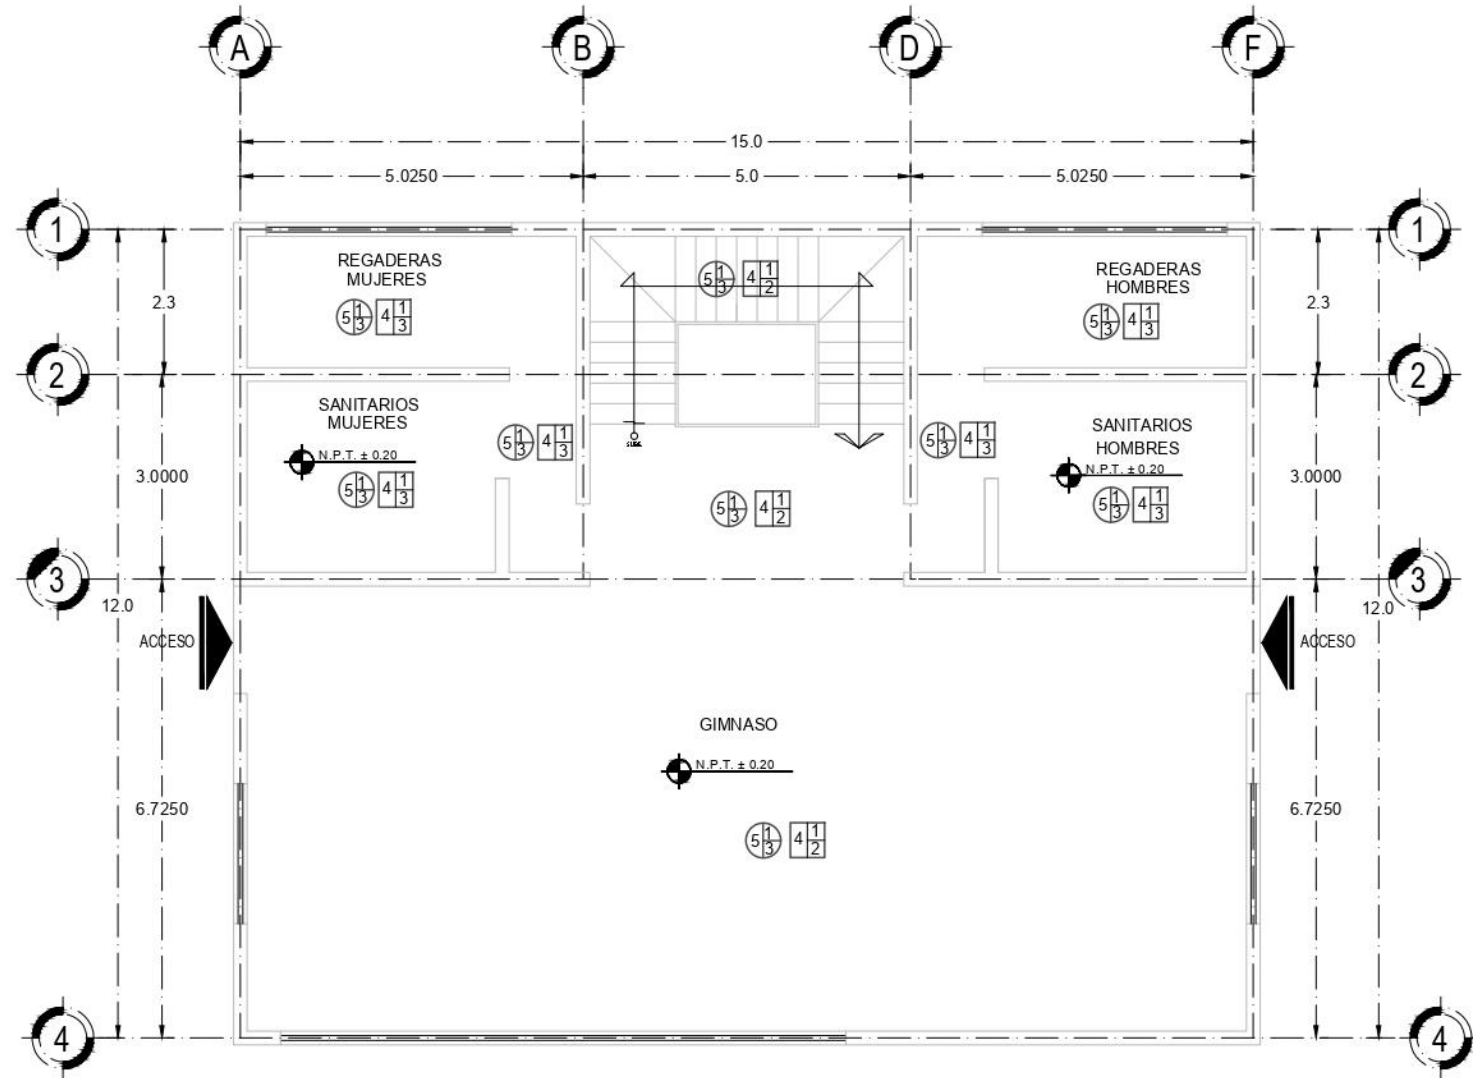 A B D F
15.0
5.0250 5.0 5.0250
1 1
REGADERAS
MUJERES
5 1 3 4 1 3
5 1 3 4 1 2
REGADERAS
HOMBRES
5 1 3 4 1 3
2.3 2.3
2 2
SANITARIOS
MUJERES
N.P.T. ± 0.20
5 1 3 4 1 3
5 1 3 4 1 3
5 1 3 4 1 2
5 1 3 4 1 3
SANITARIOS
HOMBRES
N.P.T. ± 0.20
5 1 3 4 1 3
3.0000 3.0000
3 3
12.0 12.0
ACCESO ACCESO
GIMNASO
N.P.T. ± 0.20
5 1 3 4 1 2
6.7250 6.7250
4 4